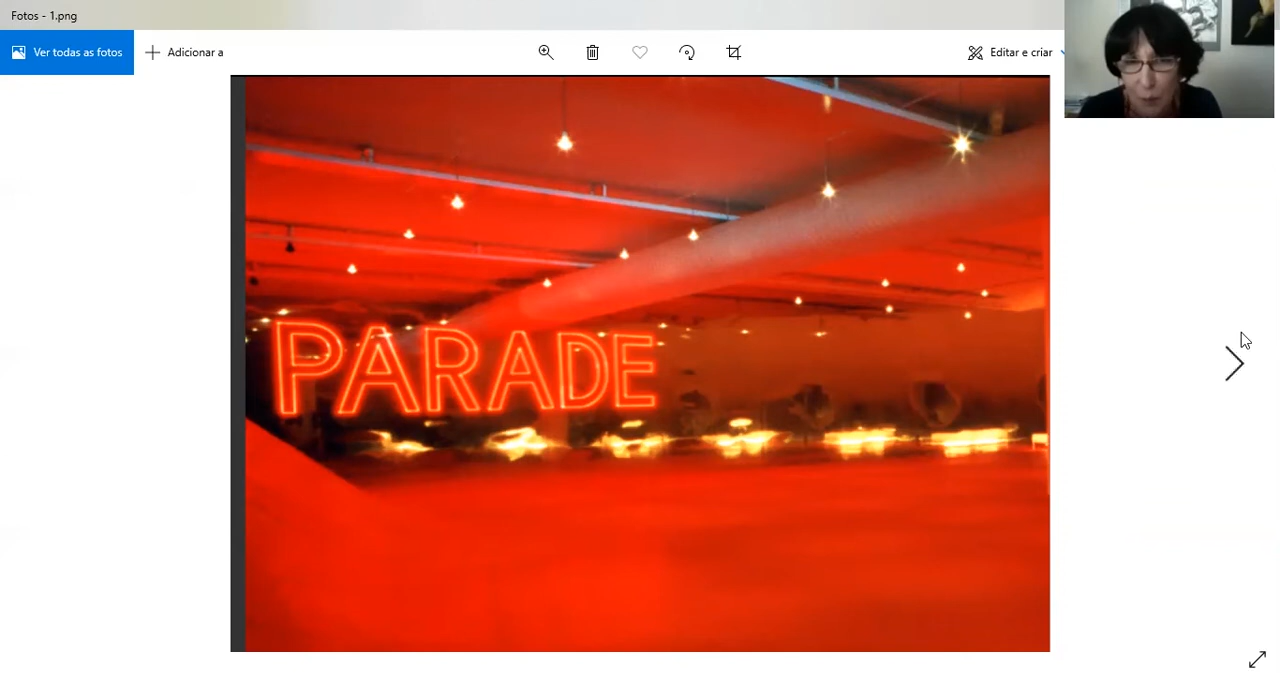 Fotos - 1.png
Ver todas as fotos
Adicionar a
Editar e criar
PARADE